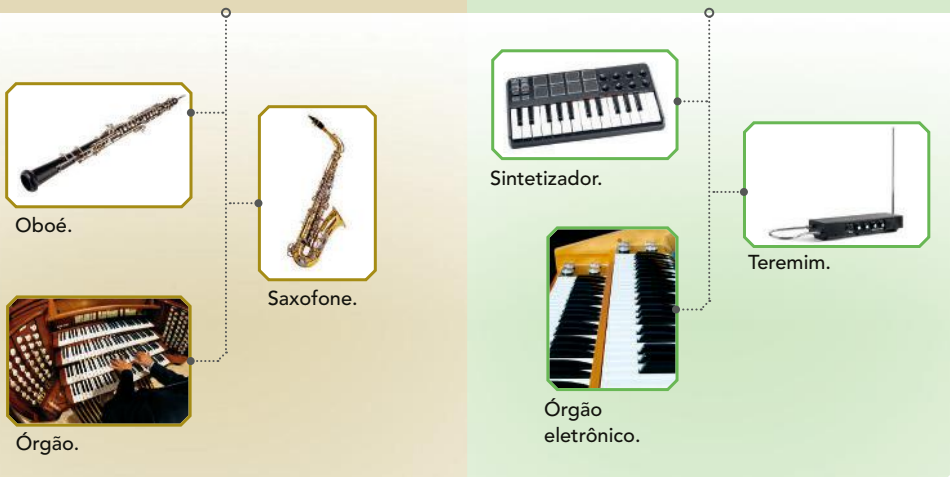 Oboé.
Saxofone.
Órgão.
Sintetizador.
Teremim.
Órgão
eletrônico.